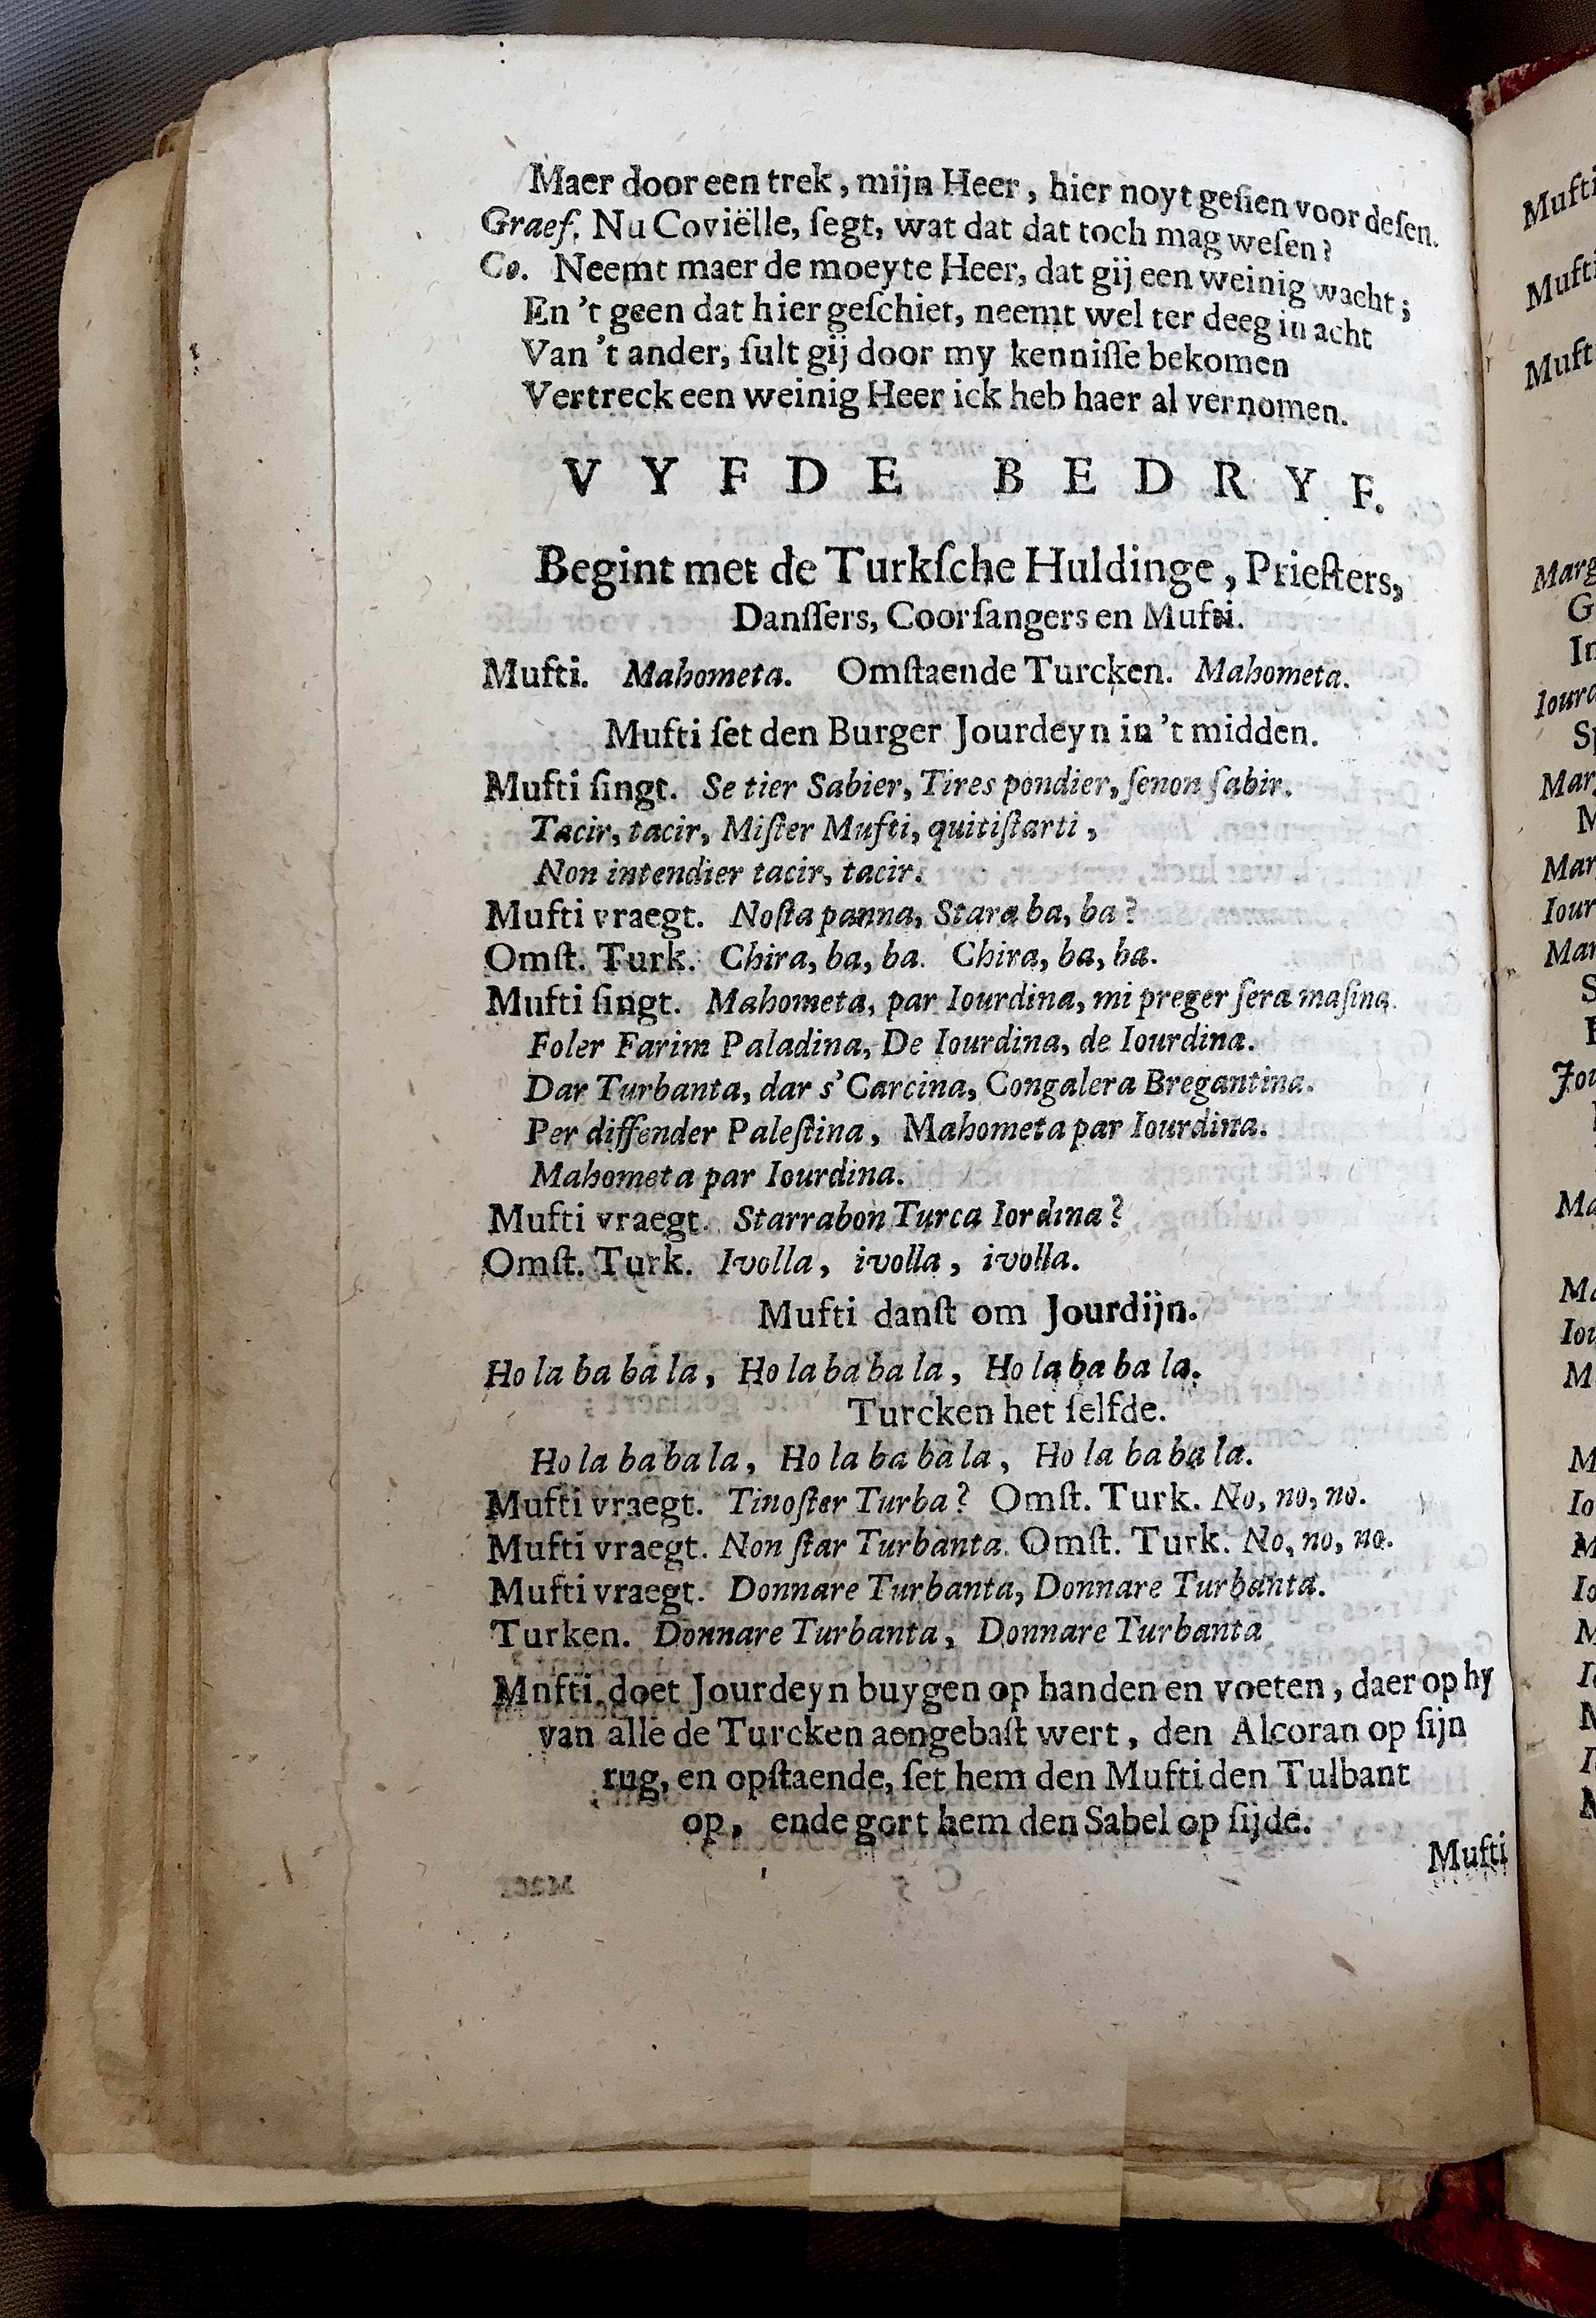 Maer door een trek, mijn Heer, hier noyt geſien voor deſen.
Graef. Nu Coviëlle, ſegt, wat dat dat toch mag weſen?
Co. Neemt maer de moeyte Heer, dat gij een weinig wacht;
En 't geen dat hier geſchiet, neemt wel ter deeg in acht
Van 't ander, ſult gij door my kenniſſe bekomen
Vertreck een weinig Heer ick heb haer al vernomen.
VYFDE BEDRYF.
Begint met de Turkſche Huldinge, Prieſters,
Danſſers, Coorſangers en Mufti.
Mufti. Mahometa. Omſtaende Turcken. Mahometa.
Mufti ſet den Burger Jourdeyn in 't midden.
Mufti ſingt. Se tier Sabier, Tires pondier, ſenon ſabir.
Tacir, tacir, Miſter Mufti, quitiſtarti,
Non intendier tacir, tacir.
Mufti vraegt. Noſta panna, Stara ba, ba?
Omſt. Turk. Chira, ba, ba. Chira, ba, ba.
Mufti ſingt. Mahometa, par Iourdina, mi preger ſera maſina.
Foler Farim Paladina, De Iourdina, de Iourdina.
Dar Turbanta, dar s'Carcina, Congalera Bregantina.
Per diffender Paleſtina, Mahometa par Iourdina.
Mahometa par Iourdina.
Mufti vraegt. Starrabon Turca Iordina?
Omſt. Turk. Ivolla, ivolla, ivolla.
Mufti danſt om Jourdijn.
Ho la ba ba la, Ho la ba ba la, Ho la ba ba la.
Turcken het ſelfde.
Ho la ba ba la, Ho la ba ba la, Ho la ba ba la.
Mufti vraegt. Tinoſter Turba? Omſt. Turk. No, no, no.
Mufti vraegt. Non ſtar Turbanta. Omſt. Turk. No, no, no.
Mufti vraegt. Donnare Turbanta, Donnare Turbanta.
Turken. Donnare Turbanta, Donnare Turbanta
Mnfti. doet Jourdeyn buygen op handen en voeten, daer op hy
van alle de Turcken aengebaſt wert, den Alcoran op ſijn
rug, en opſtaende, ſet hem den Mufti den Tulbant
op, ende gort hem den Sabel op ſijde.
Mufti